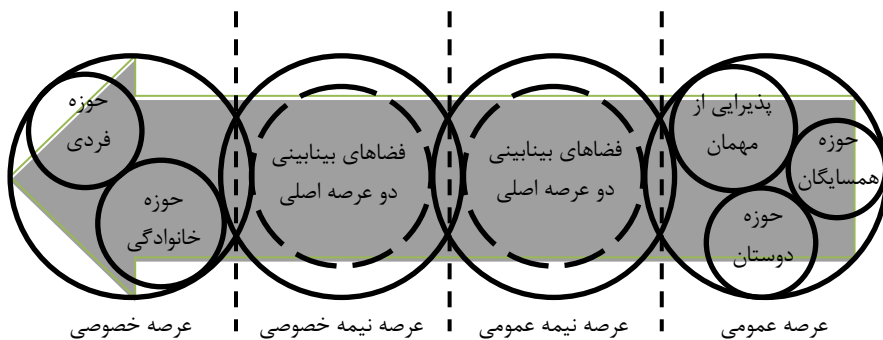 پذیرایی از
مهمان
حوزه
همسایگان
حوزه
دوستان
فضاهای بینابینی
دو عرصه اصلی
فضاهای بینابینی
دو عرصه اصلی
حوزه
فردی
حوزه
خانوادگی
عرصه عمومی
عرصه نیمه عمومی
عرصه نیمه خصوصی
عرصه خصوصی